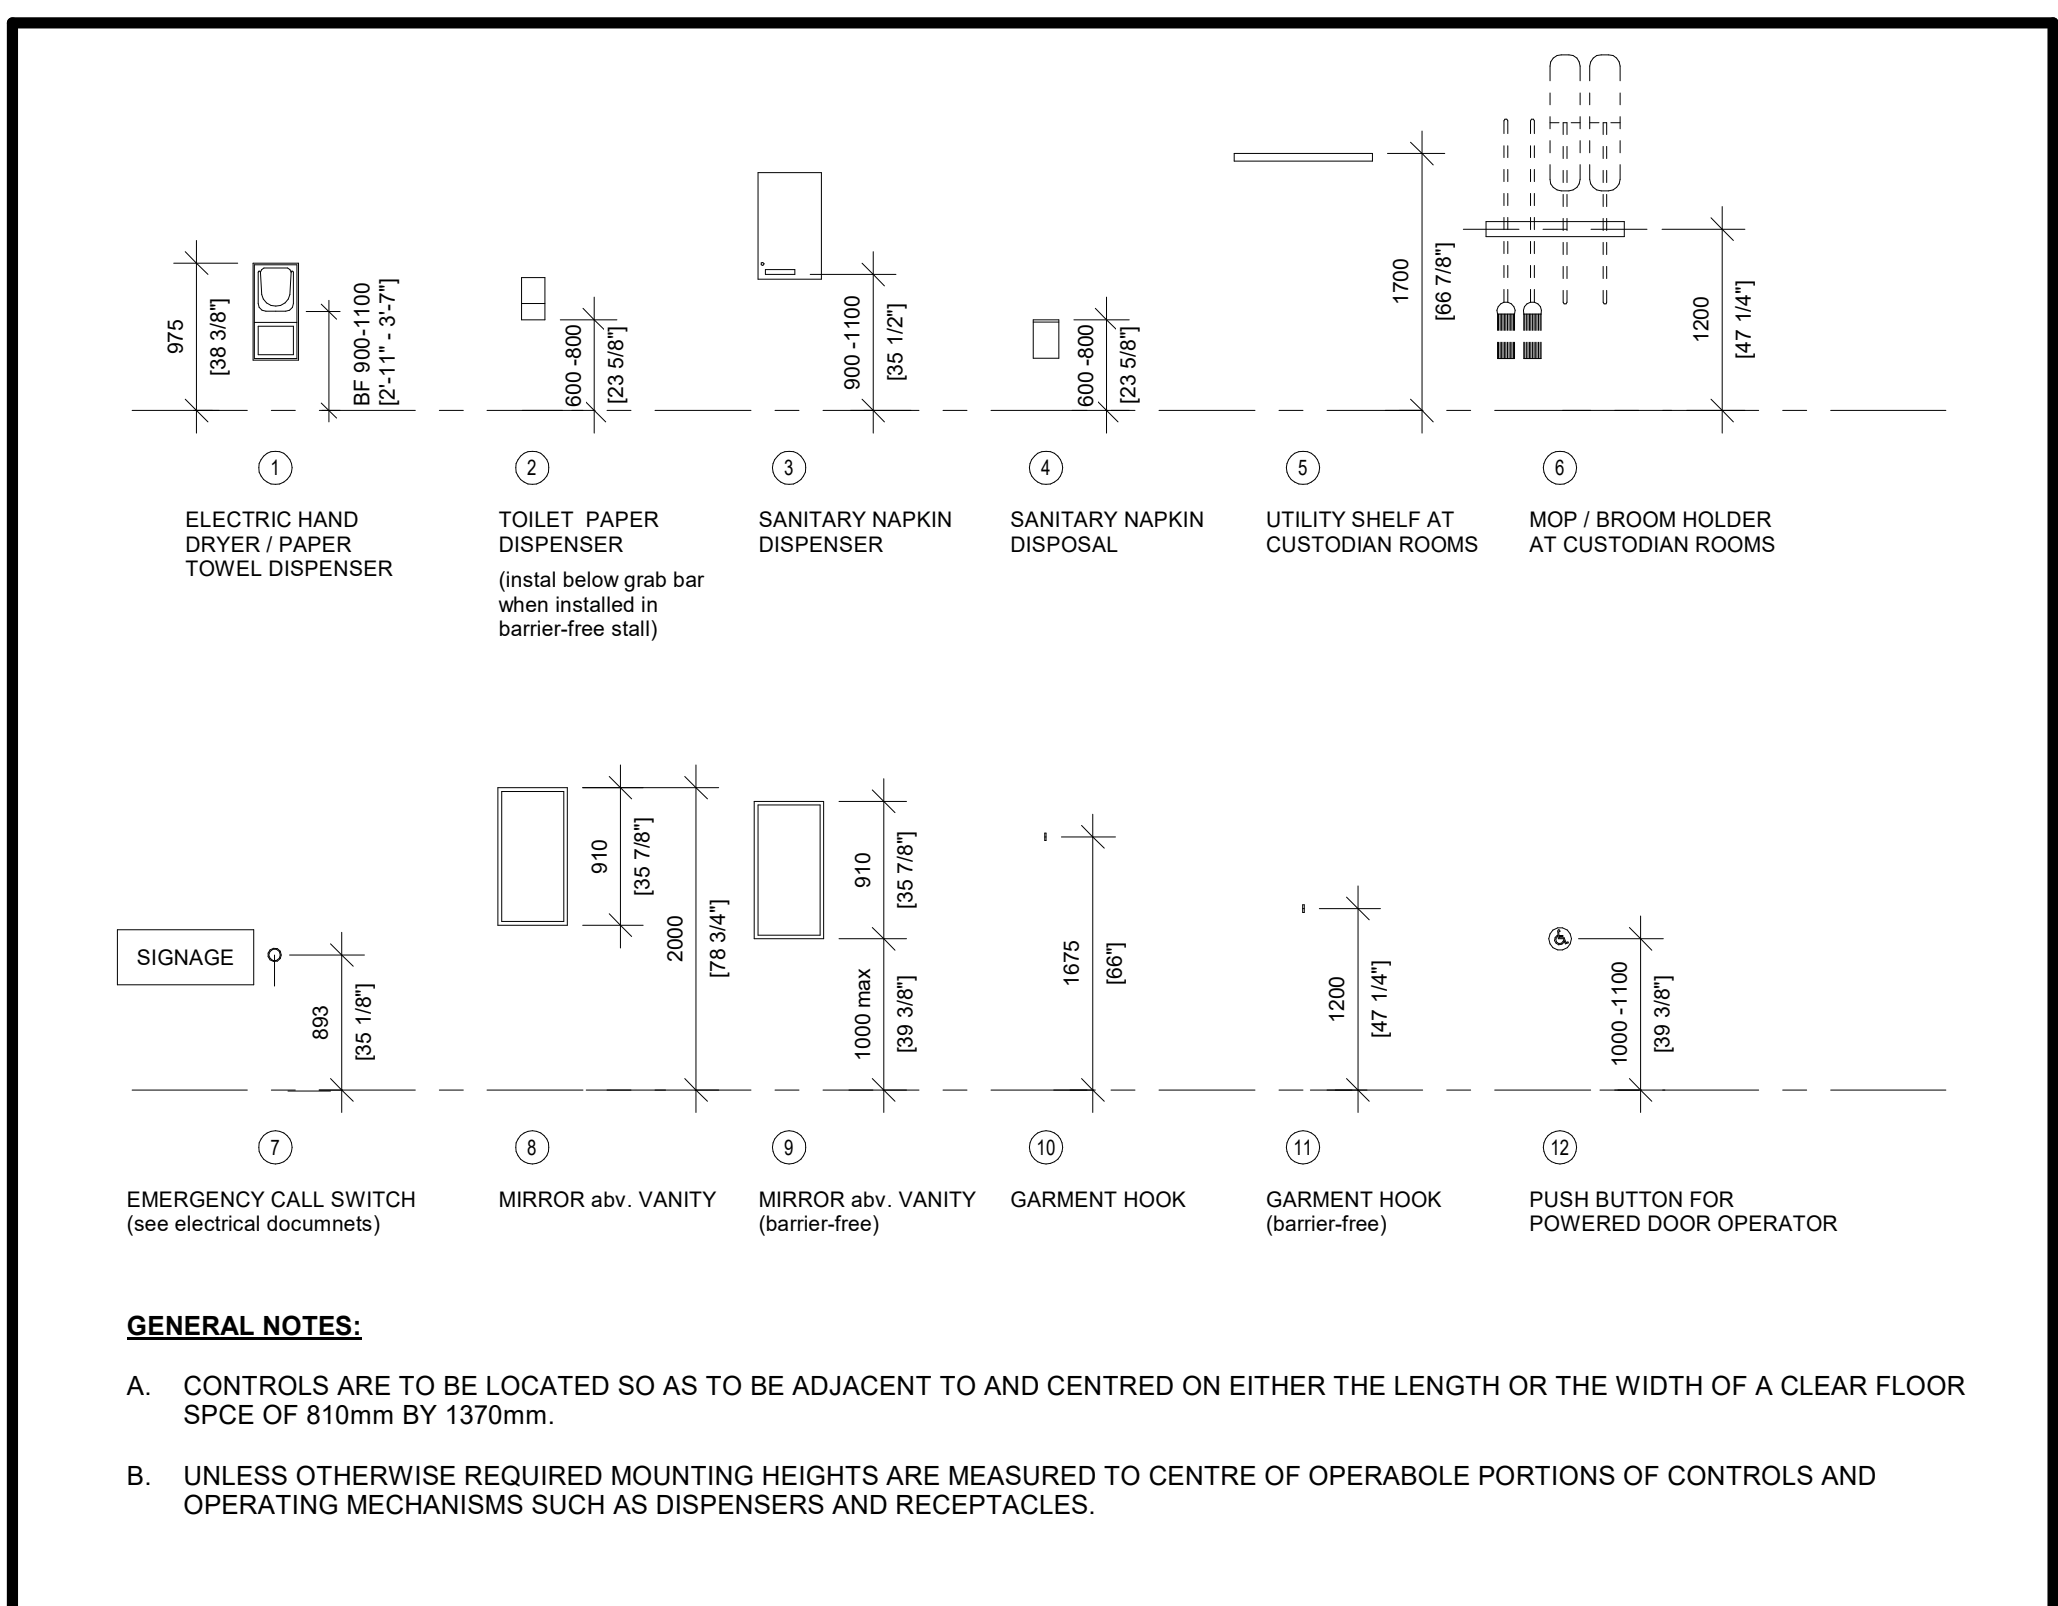 975
[38 3/8"]
BF 900-1100
[2'-11" - 3'-7"]
600 -800
[23 5/8"]
900 -1100
[35 1/2"]
600 -800
[23 5/8"]
1700
[66 7/8"]
1200
[47 1/4"]
1
2
3
4
5
6
ELECTRIC HAND
DRYER / PAPER
TOWEL DISPENSER
TOILET PAPER
DISPENSER
(instal below grab bar
when installed in
barrier-free stall)
SANITARY NAPKIN
DISPENSER
SANITARY NAPKIN
DISPOSAL
UTILITY SHELF AT
CUSTODIAN ROOMS
MOP / BROOM HOLDER
AT CUSTODIAN ROOMS
SIGNAGE
893
[35 1/8"]
910
[35 7/8"]
2000
[78 3/4"]
910
[35 7/8"]
1000 max
[39 3/8"]
1675
[66"]
1200
[47 1/4"]
1000 -1100
[39 3/8"]
7
8
9
10
11
12
EMERGENCY CALL SWITCH
(see electrical documnets)
MIRROR abv. VANITY
MIRROR abv. VANITY
(barrier-free)
GARMENT HOOK
GARMENT HOOK
(barrier-free)
PUSH BUTTON FOR
POWERED DOOR OPERATOR
GENERAL NOTES:
A. CONTROLS ARE TO BE LOCATED SO AS TO BE ADJACENT TO AND CENTRED ON EITHER THE LENGTH OR THE WIDTH OF A CLEAR FLOOR
SPCE OF 810mm BY 1370mm.
B. UNLESS OTHERWISE REQUIRED MOUNTING HEIGHTS ARE MEASURED TO CENTRE OF OPERABOLE PORTIONS OF CONTROLS AND
OPERATING MECHANISMS SUCH AS DISPENSERS AND RECEPTACLES.